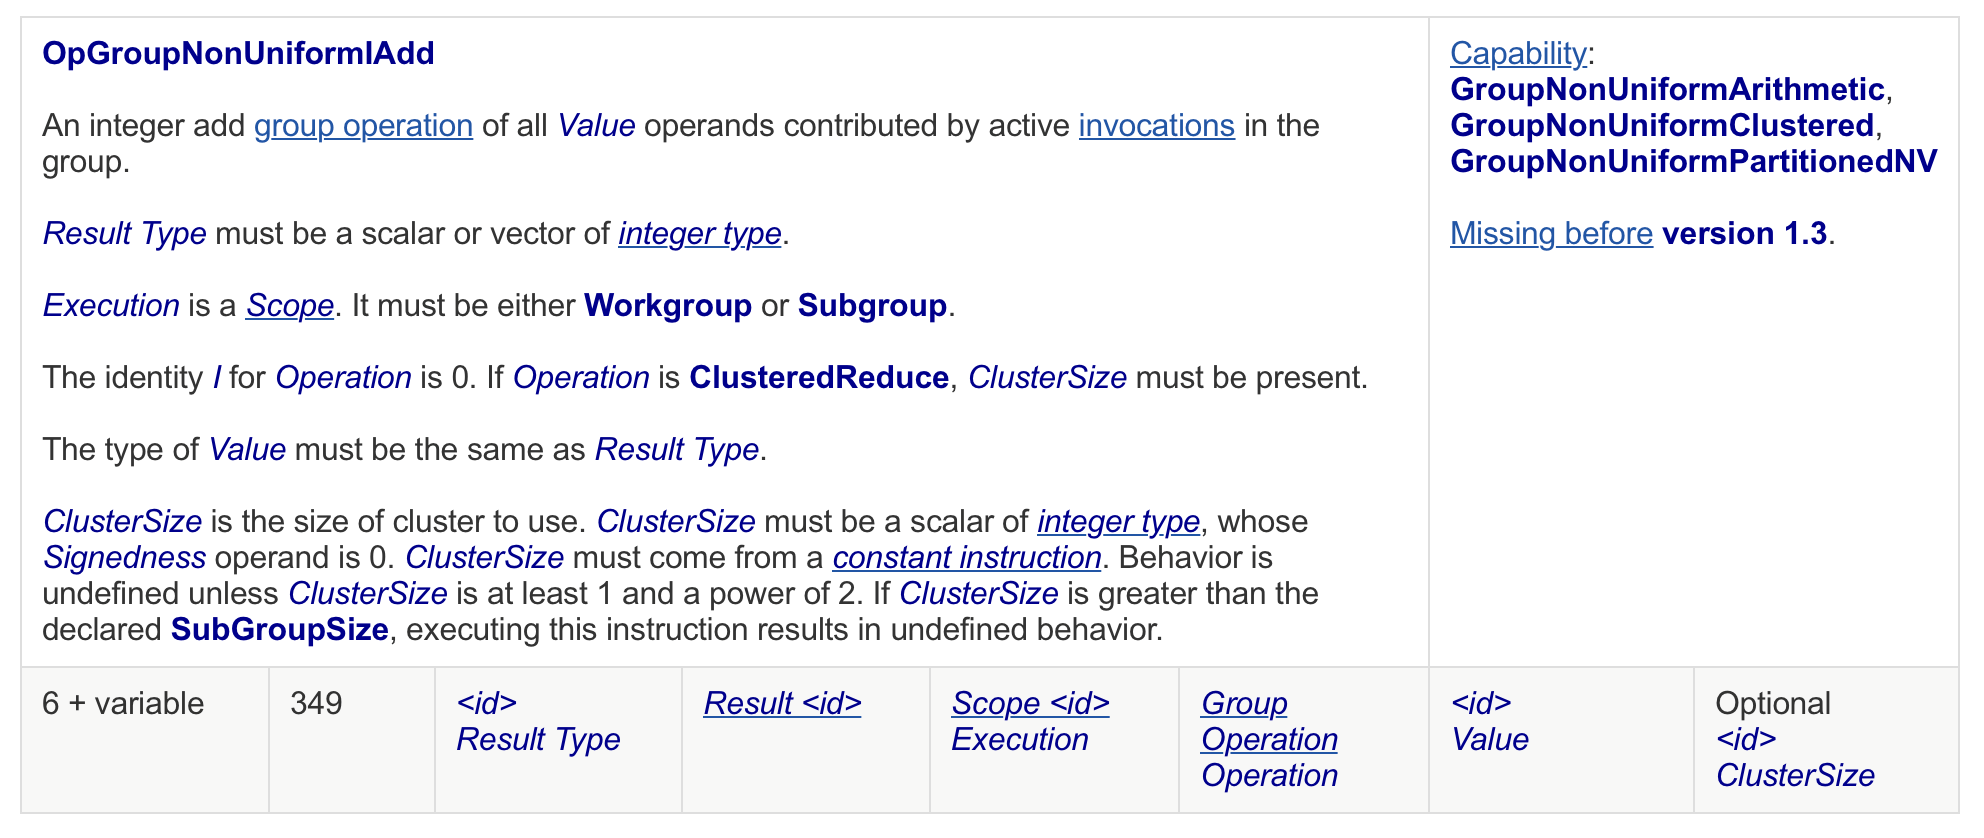 OpGroupNonUniformIAdd
An integer add group operation of all Value operands contributed by active invocations in the
group.
Result Type must be a scalar or vector of integer type.
Execution is a Scope. It must be either Workgroup or Subgroup.
The identity I for Operation is 0. If Operation is ClusteredReduce, ClusterSize must be present.
The type of Value must be the same as Result Type.
ClusterSize is the size of cluster to use. ClusterSize must be a scalar of integer type, whose
Signedness operand is 0. ClusterSize must come from a constant instruction. Behavior is
undefined unless ClusterSize is at least 1 and a power of 2. If ClusterSize is greater than the
declared SubGroupSize, executing this instruction results in undefined behavior.
Capability:
GroupNonUniformArithmetic,
GroupNonUniformClustered,
GroupNonUniformPartitionedNV
Missing before version 1.3.
6 + variable
349
<id>
Result Type
Result <id>
Scope <id>
Execution
Group
Operation
Operation
<id>
Value
Optional
<id>
ClusterSize